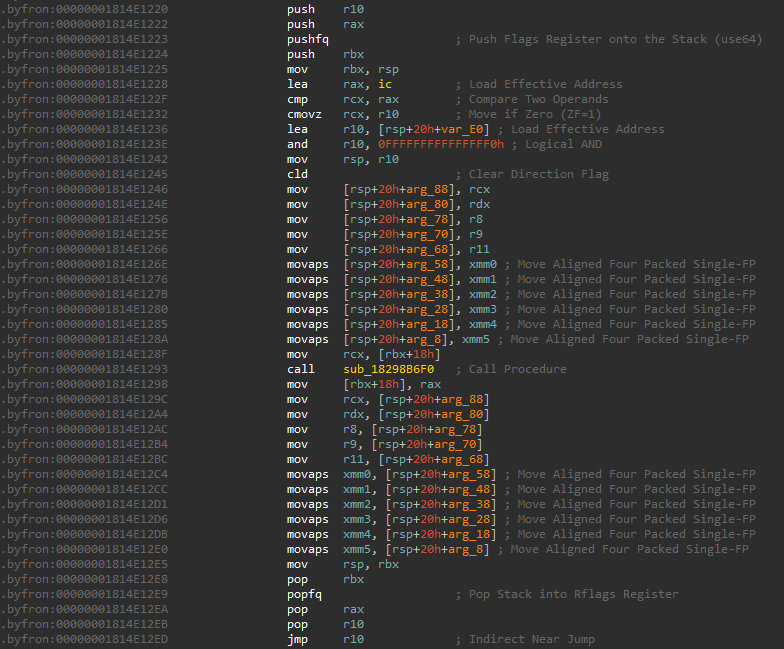 .byfron:00000001814E1220 push r10
.byfron:00000001814E1222 push rax
.byfron:00000001814E1223 pushfq ; Push Flags Register onto the Stack (use64)
.byfron:00000001814E1224 push rbx
.byfron:00000001814E1225 mov rbx, rsp
.byfron:00000001814E1228 lea rax, ic ; Load Effective Address
.byfron:00000001814E122F cmp rcx, rax ; Compare Two Operands
.byfron:00000001814E1232 cmovz rcx, r10 ; Move if Zero (ZF=1)
.byfron:00000001814E1236 lea r10, [rsp+20h+var_E0] ; Load Effective Address
.byfron:00000001814E123E and r10, 0FFFFFFFFFFFFFFF0h ; Logical AND
.byfron:00000001814E1242 mov rsp, r10
.byfron:00000001814E1245 cld ; Clear Direction Flag
.byfron:00000001814E1246 mov [rsp+20h+arg_88], rcx
.byfron:00000001814E124E mov [rsp+20h+arg_80], rdx
.byfron:00000001814E1256 mov [rsp+20h+arg_78], r8
.byfron:00000001814E125E mov [rsp+20h+arg_70], r9
.byfron:00000001814E1266 mov [rsp+20h+arg_68], r11
.byfron:00000001814E126E movaps [rsp+20h+arg_58], xmm0 ; Move Aligned Four Packed Single-FP
.byfron:00000001814E1276 movaps [rsp+20h+arg_48], xmm1 ; Move Aligned Four Packed Single-FP
.byfron:00000001814E127B movaps [rsp+20h+arg_38], xmm2 ; Move Aligned Four Packed Single-FP
.byfron:00000001814E1280 movaps [rsp+20h+arg_28], xmm3 ; Move Aligned Four Packed Single-FP
.byfron:00000001814E1285 movaps [rsp+20h+arg_18], xmm4 ; Move Aligned Four Packed Single-FP
.byfron:00000001814E128A movaps [rsp+20h+arg_8], xmm5 ; Move Aligned Four Packed Single-FP
.byfron:00000001814E128F mov rcx, [rbx+18h]
.byfron:00000001814E1293 call sub_18298B6F0 ; Call Procedure
.byfron:00000001814E1298 mov [rbx+18h], rax
.byfron:00000001814E129C mov rcx, [rsp+20h+arg_88]
.byfron:00000001814E12A4 mov rdx, [rsp+20h+arg_80]
.byfron:00000001814E12AC mov r8, [rsp+20h+arg_78]
.byfron:00000001814E12B4 mov r9, [rsp+20h+arg_70]
.byfron:00000001814E12BC mov r11, [rsp+20h+arg_68]
.byfron:00000001814E12C4 movaps xmm0, [rsp+20h+arg_58] ; Move Aligned Four Packed Single-FP
.byfron:00000001814E12CC movaps xmm1, [rsp+20h+arg_48] ; Move Aligned Four Packed Single-FP
.byfron:00000001814E12D1 movaps xmm2, [rsp+20h+arg_38] ; Move Aligned Four Packed Single-FP
.byfron:00000001814E12D6 movaps xmm3, [rsp+20h+arg_28] ; Move Aligned Four Packed Single-FP
.byfron:00000001814E12DB movaps xmm4, [rsp+20h+arg_18] ; Move Aligned Four Packed Single-FP
.byfron:00000001814E12E0 movaps xmm5, [rsp+20h+arg_8] ; Move Aligned Four Packed Single-FP
.byfron:00000001814E12E5 mov rsp, rbx
.byfron:00000001814E12E8 pop rbx
.byfron:00000001814E12E9 popfq ; Pop Stack into Rflags Register
.byfron:00000001814E12EA pop rax
.byfron:00000001814E12EB pop r10
.byfron:00000001814E12ED jmp r10 ; Indirect Near Jump